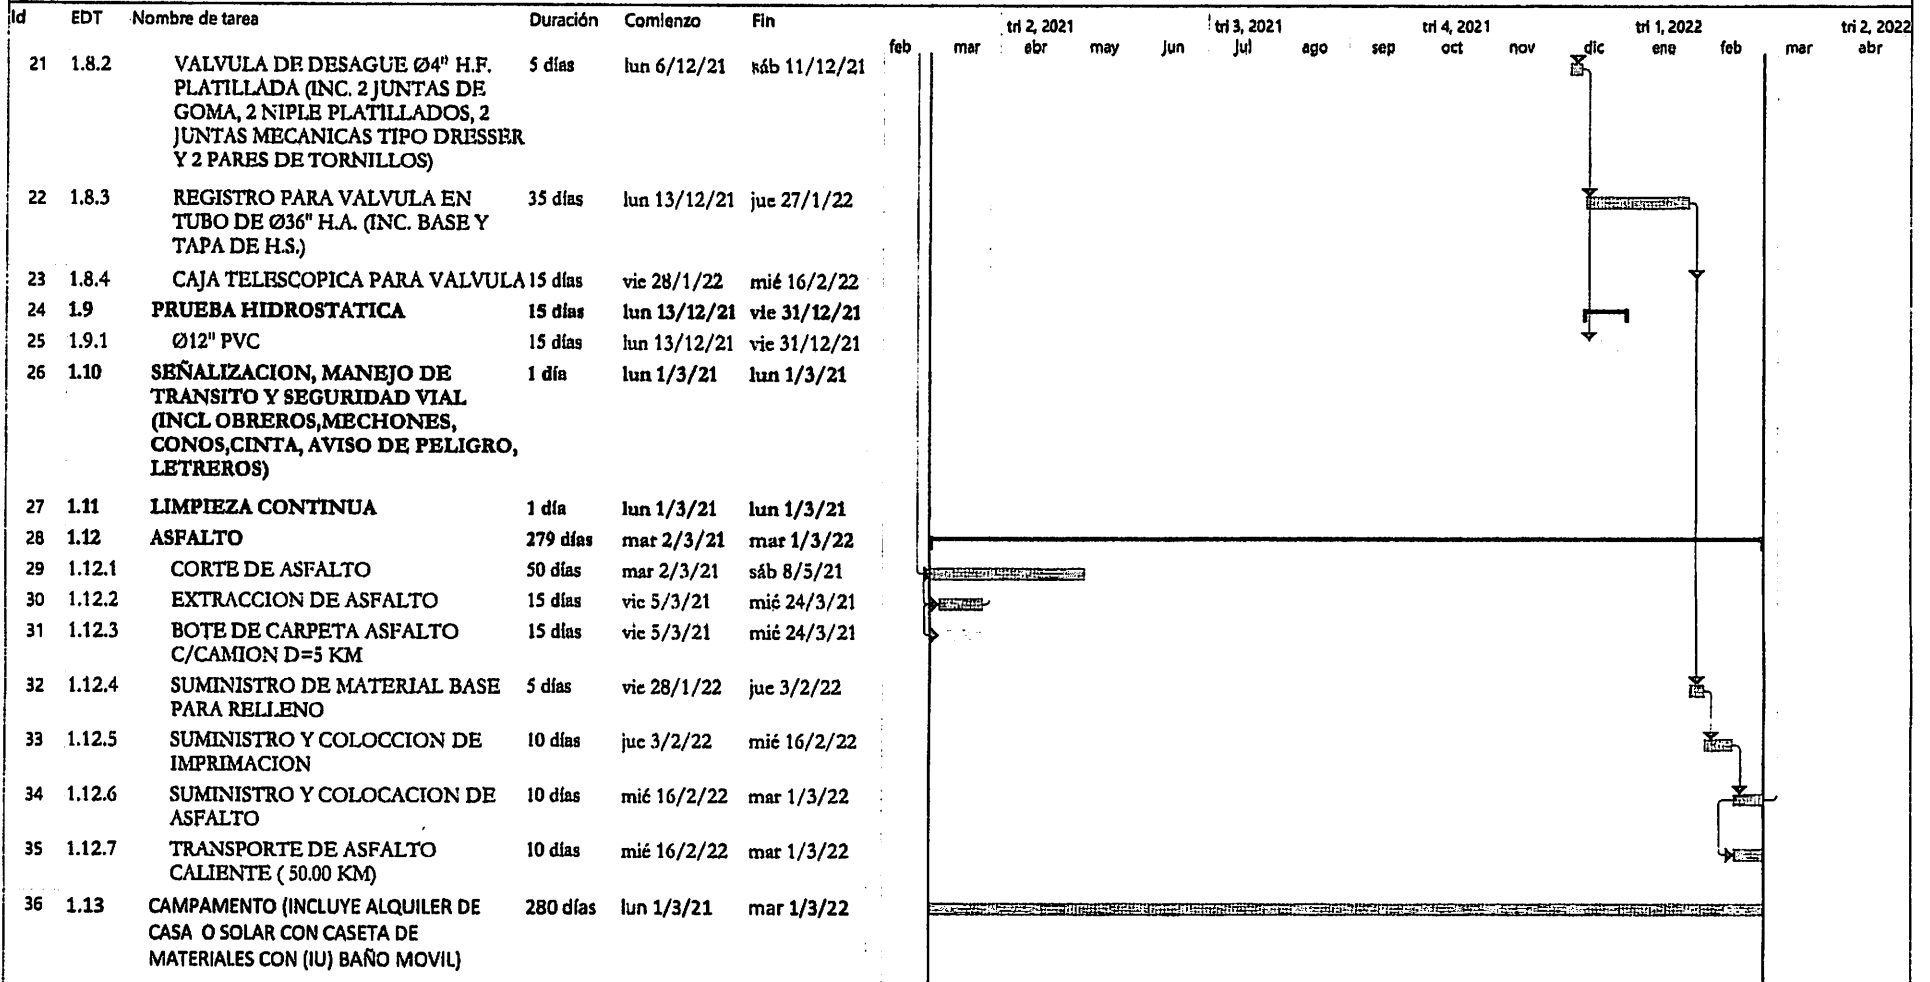 Id EDT Nombre de tarea Duración Comienzo Fin
tri 2, 2021 tri 3, 2021 tri 4, 2021 tri 1, 2022 tri 2, 2022
feb mar abr may Jun Jul ago sep oct nov dic ene feb mar abr
21 1.8.2 VALVULA DE DESAGUE Ø4" H.F. 5 días lun 6/12/21 sáb 11/12/21
PLATILLADA (INC. 2 JUNTAS DE
GOMA, 2 NIPLE PLATILLADOS, 2
JUNTAS MECANICAS TIPO DRESSER
Y 2 PARES DE TORNILLOS)
22 1.8.3 REGISTRO PARA VALVULA EN 35 días lun 13/12/21 jue 27/1/22
TUBO DE Ø36" H.A. (INC. BASE Y
TAPA DE H.S.)
23 1.8.4 CAJA TELESCOPICA PARA VALVULA 15 días vie 28/1/22 mié 16/2/22
24 1.9 PRUEBA HIDROSTATICA 15 días lun 13/12/21 vie 31/12/21
25 1.9.1 Ø12" PVC 15 días lun 13/12/21 vie 31/12/21
26 1.10 SEÑALIZACION, MANEJO DE 1 día lun 1/3/21 lun 1/3/21
TRANSITO Y SEGURIDAD VIAL
(INCL OBREROS,MECHONES,
CONOS,CINTA, AVISO DE PELIGRO,
LETREROS)
27 1.11 LIMPIEZA CONTINUA 1 día lun 1/3/21 lun 1/3/21
28 1.12 ASFALTO 279 días mar 2/3/21 mar 1/3/22
29 1.12.1 CORTE DE ASFALTO 50 días mar 2/3/21 sáb 8/5/21
30 1.12.2 EXTRACCION DE ASFALTO 15 días vie 5/3/21 mié 24/3/21
31 1.12.3 BOTE DE CARPETA ASFALTO 15 días vie 5/3/21 mié 24/3/21
C/CAMION D=5 KM
32 1.12.4 SUMINISTRO DE MATERIAL BASE 5 días vie 28/1/22 jue 3/2/22
PARA RELLENO
33 1.12.5 SUMINISTRO Y COLOCCION DE 10 días jue 3/2/22 mié 16/2/22
IMPRIMACION
34 1.12.6 SUMINISTRO Y COLOCACION DE 10 días mié 16/2/22 mar 1/3/22
ASFALTO
35 1.12.7 TRANSPORTE DE ASFALTO 10 días mié 16/2/22 mar 1/3/22
CALIENTE ( 50.00 KM)
36 1.13 CAMPAMENTO (INCLUYE ALQUILER DE 280 días lun 1/3/21 mar 1/3/22
CASA O SOLAR CON CASETA DE
MATERIALES CON (IU) BAÑO MOVIL)